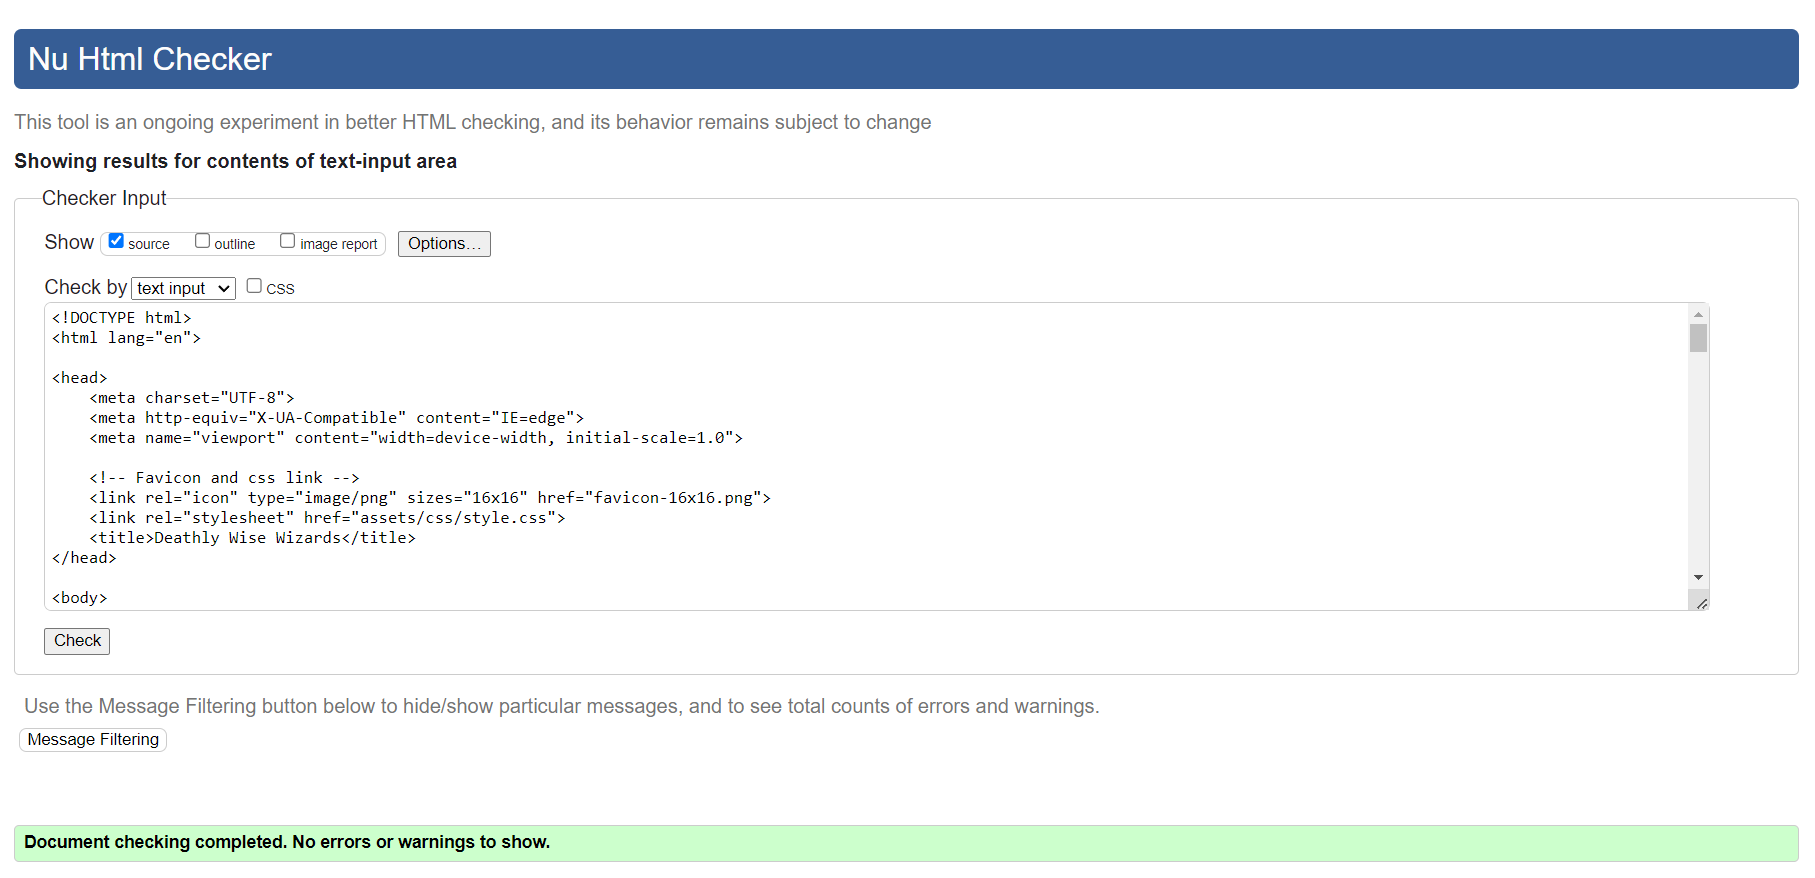 Nu Html Checker
This tool is an ongoing experiment in better HTML checking, and its behavior remains subject to change
Showing results for contents of text-input area
Checker Input
Show source outline image report Options...
Check by text input CSS
<!DOCTYPE html>
<html lang="en">
<head>
    <meta charset="UTF-8">
    <meta http-equiv="X-UA-Compatible" content="IE=edge">
    <meta name="viewport" content="width=device-width, initial-scale=1.0">
    <!-- Favicon and css link -->
    <link rel="icon" type="image/png" sizes="16x16" href="favicon-16x16.png">
    <link rel="stylesheet" href="assets/css/style.css">
    <title>Deathly Wise Wizards</title>
</head>
<body>
Check
Use the Message Filtering button below to hide/show particular messages, and to see total counts of errors and warnings.
Message Filtering
Document checking completed. No errors or warnings to show.